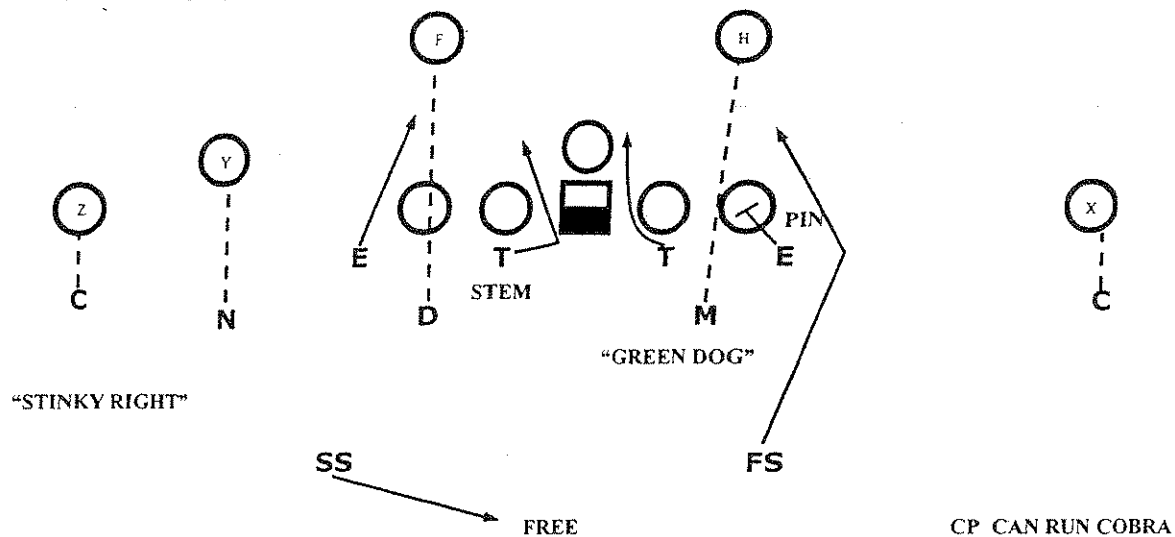 F H
Y
Z X
PIN
E T T E
C N D M C
STEM
“GREEN DOG”
“STINKY RIGHT”
SS FS
FREE CP CAN RUN COBRA